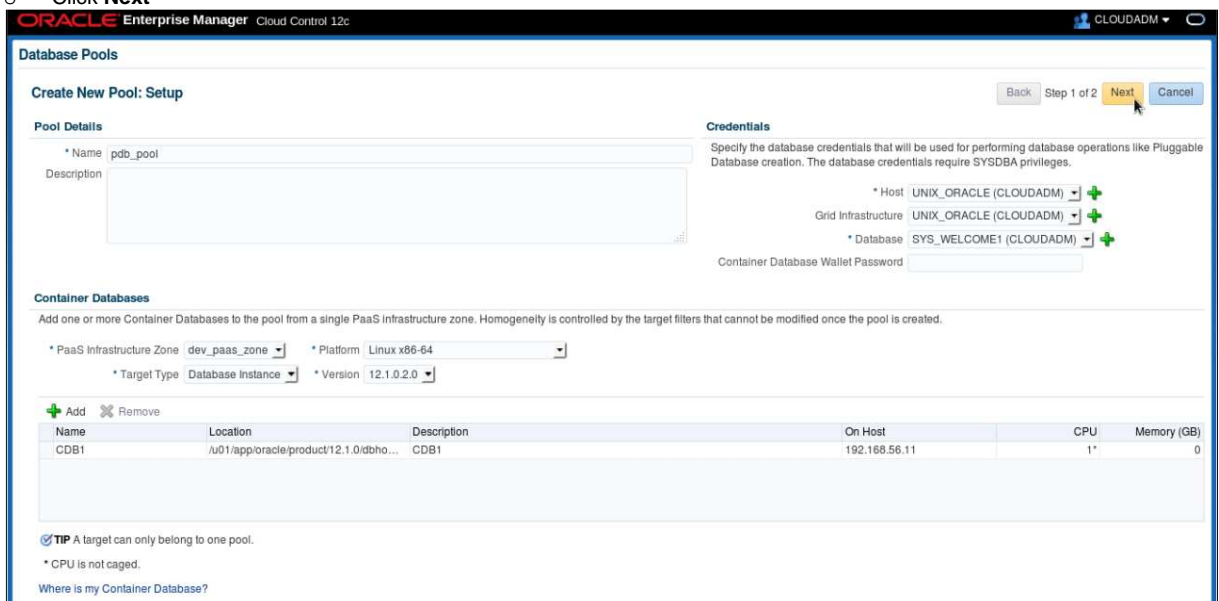 Click Next
ORACLE Enterprise Manager Cloud Control 12c
CLOUDADM
Database Pools
Create New Pool: Setup
Back Step 1 of 2 Next Cancel
Pool Details
* Name pdb_pool
Description
Credentials
Specify the database credentials that will be used for performing database operations like Pluggable
Database creation. The database credentials require SYSDBA privileges.
* Host UNIX_ORACLE (CLOUDADM)
Grid Infrastructure UNIX_ORACLE (CLOUDADM)
* Database SYS_WELCOME1 (CLOUDADM)
Container Database Wallet Password
Container Databases
Add one or more Container Databases to the pool from a single PaaS infrastructure zone. Homogeneity is controlled by the target filters that cannot be modified once the pool is created.
* PaaS Infrastructure Zone dev_paas_zone * Platform Linux x86-64
* Target Type Database Instance * Version 12.1.0.2.0
Add Remove
Name Location Description On Host CPU Memory (GB)
CDB1 /u01/app/oracle/product/12.1.0/dbho... CDB1 192.168.56.11 1* 0
TIP A target can only belong to one pool.
* CPU is not caged.
Where is my Container Database?